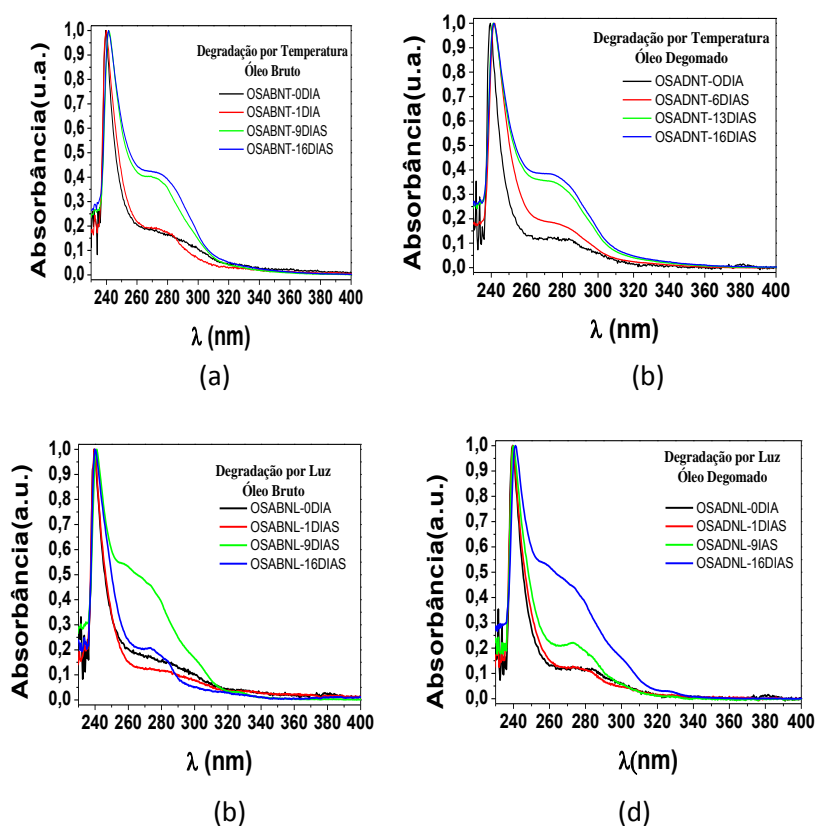 Degradação por Temperatura
Óleo Bruto
OSABNT-0DIA
OSABNT-1DIA
OSABNT-9DIAS
OSABNT-16DIAS
Absorbância(u.a.)
1,0
0,9
0,8
0,7
0,6
0,5
0,4
0,3
0,2
0,1
0,0
240 260 280 300 320 340 360 380 400
λ (nm)
(a)
Degradação por Temperatura
Óleo Degomado
OSADNT-ODIA
OSADNT-6DIAS
OSADNT-13DIAS
OSADNT-16DIAS
Absorbância(u.a.)
1,0
0,9
0,8
0,7
0,6
0,5
0,4
0,3
0,2
0,1
0,0
240 260 280 300 320 340 360 380 400
λ (nm)
(b)
Degradação por Luz
Óleo Bruto
OSABNL-0DIA
OSABNL-1DIAS
OSABNL-9DIAS
OSABNL-16DIAS
Absorbância(a.u.)
1,0
0,9
0,8
0,7
0,6
0,5
0,4
0,3
0,2
0,1
0,0
240 260 280 300 320 340 360 380 400
λ (nm)
(b)
Degradação por Luz
Óleo Degomado
OSADNL-0DIA
OSADNL-1DIAS
OSADNL-9IAS
OSADNL-16DIAS
Absorbância(a.u.)
1,0
0,9
0,8
0,7
0,6
0,5
0,4
0,3
0,2
0,1
0,0
240 260 280 300 320 340 360 380 400
λ(nm)
(d)